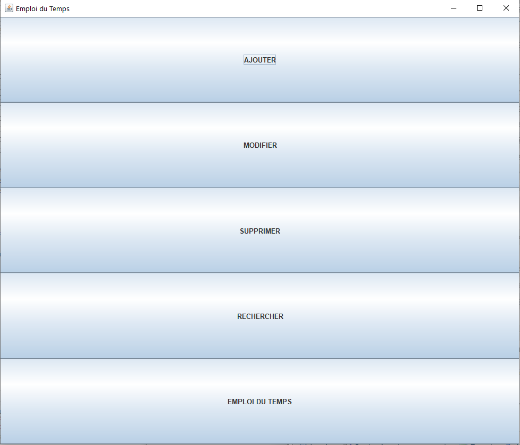 Emploi du Temps
AJOUTER
MODIFIER
SUPPRIMER
RECHERCHER
EMPLOI DU TEMPS